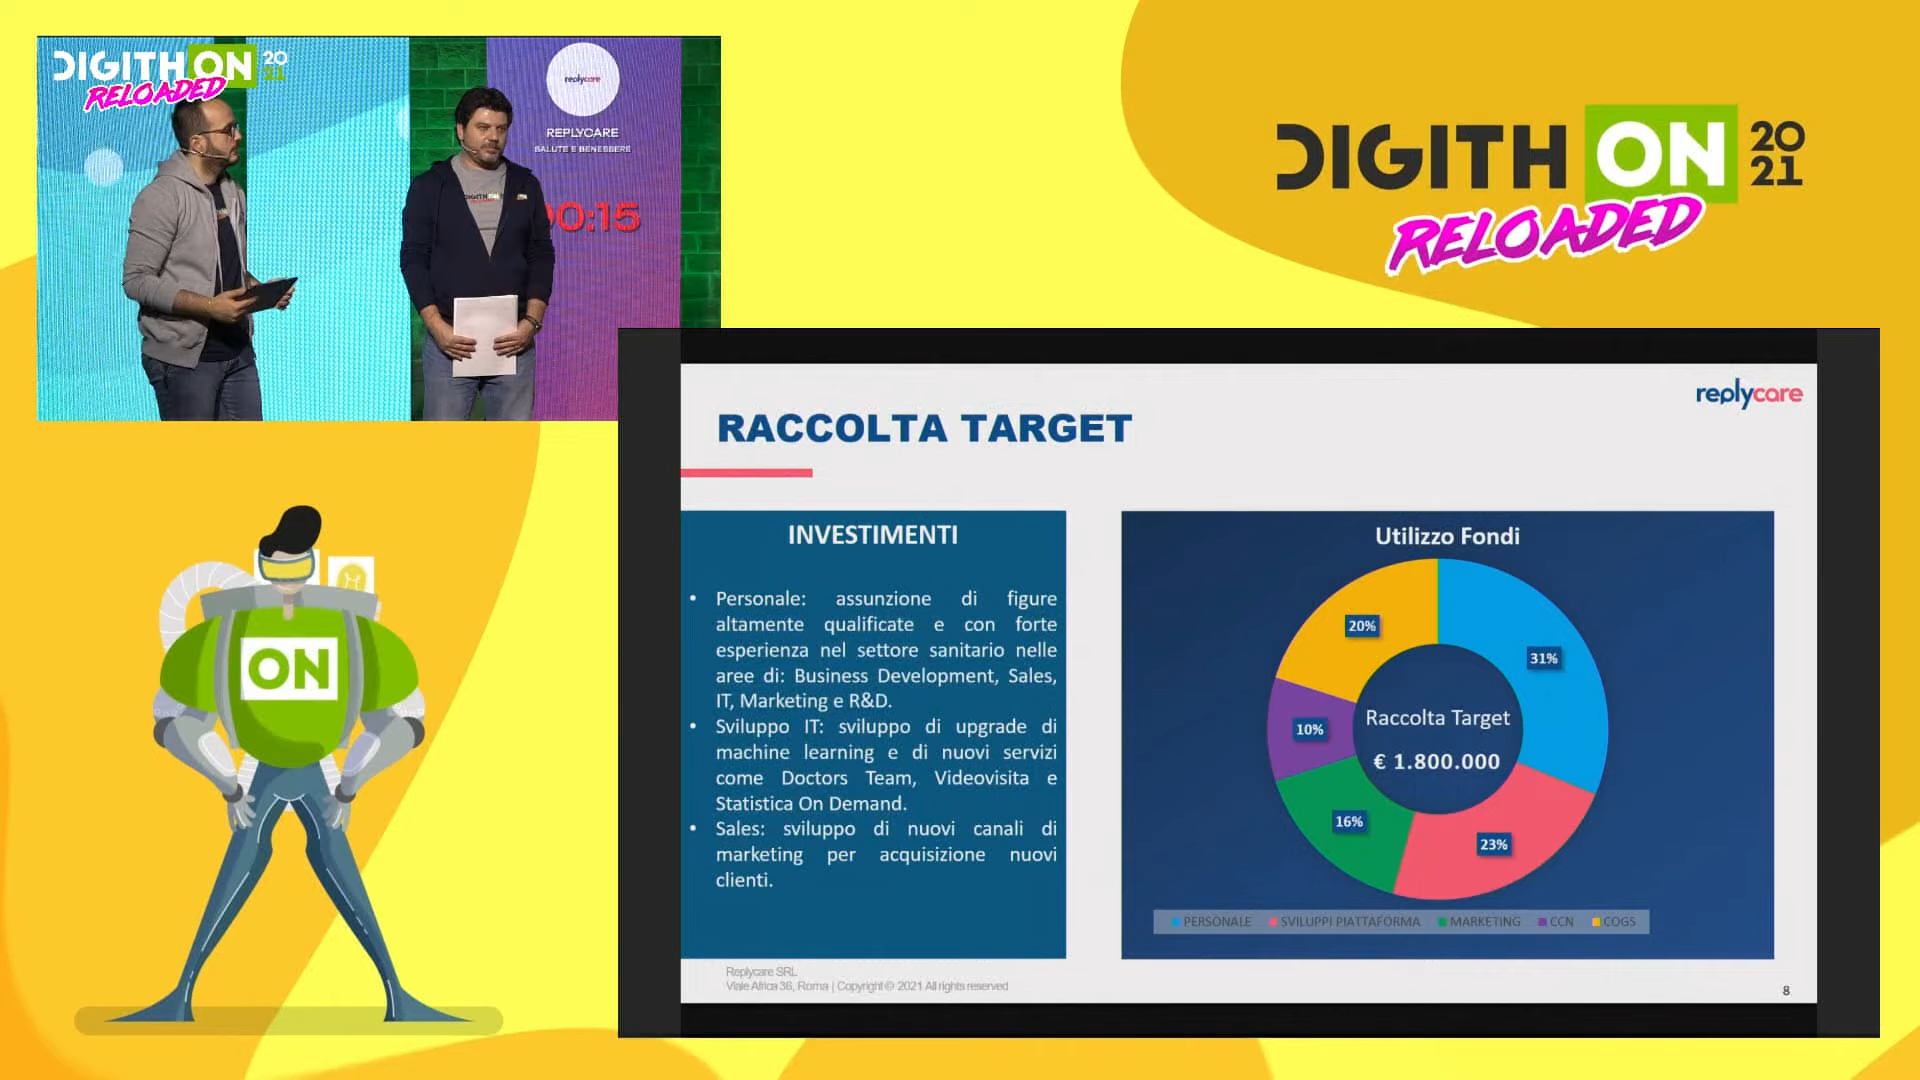 DIGITHON 20
21
RELOADED
replycare
REPLYCARE
SALUTE E BENESSERE
00:15
DIGITHON
DIGITHON 20
21
RELOADED
ON
replycare
RACCOLTA TARGET
INVESTIMENTI
• Personale: assunzione di figure
altamente qualificate e con forte
esperienza nel settore sanitario nelle
aree di: Business Development, Sales,
IT, Marketing e R&D.
• Sviluppo IT: sviluppo di upgrade di
machine learning e di nuovi servizi
come Doctors Team, Videovisita e
Statistica On Demand.
• Sales: sviluppo di nuovi canali di
marketing per acquisizione nuovi
clienti.
Utilizzo Fondi
20%
31%
10%
Raccolta Target
€ 1.800.000
16%
23%
PERSONALE SVILUPPI PIATTAFORMA MARKETING CCN COGS
Replycare SRL
Viale Africa 36, Roma | Copyright © 2021 All rights reserved
8